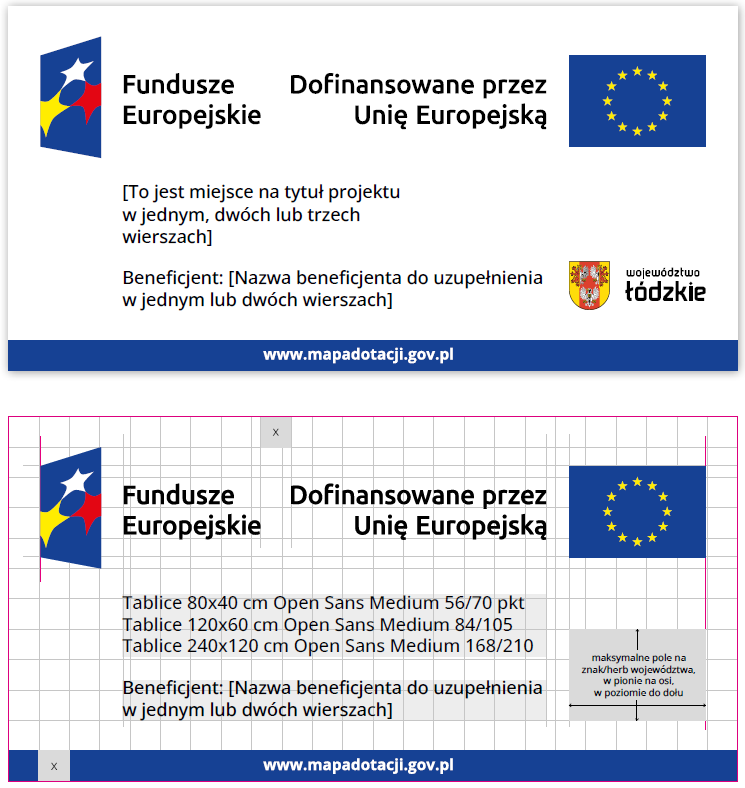 Fundusze
Europejskie
Dofinansowane przez
Unię Europejską
[To jest miejsce na tytuł projektu
w jednym, dwóch lub trzech
wierszach]
Beneficjent: [Nazwa beneficjenta do uzupełnienia
w jednym lub dwóch wierszach]
województwo
łódzkie
www.mapadotacji.gov.pl
x
Fundusze
Europejskie
Dofinansowane przez
Unię Europejską
Tablice 80x40 cm Open Sans Medium 56/70 pkt
Tablice 120x60 cm Open Sans Medium 84/105
Tablice 240x120 cm Open Sans Medium 168/210
maksymalne pole na
znak/herb województwa,
w pionie na osi,
w poziomie do dołu
Beneficjent: [Nazwa beneficjenta do uzupełnienia
w jednym lub dwóch wierszach]
x
www.mapadotacji.gov.pl